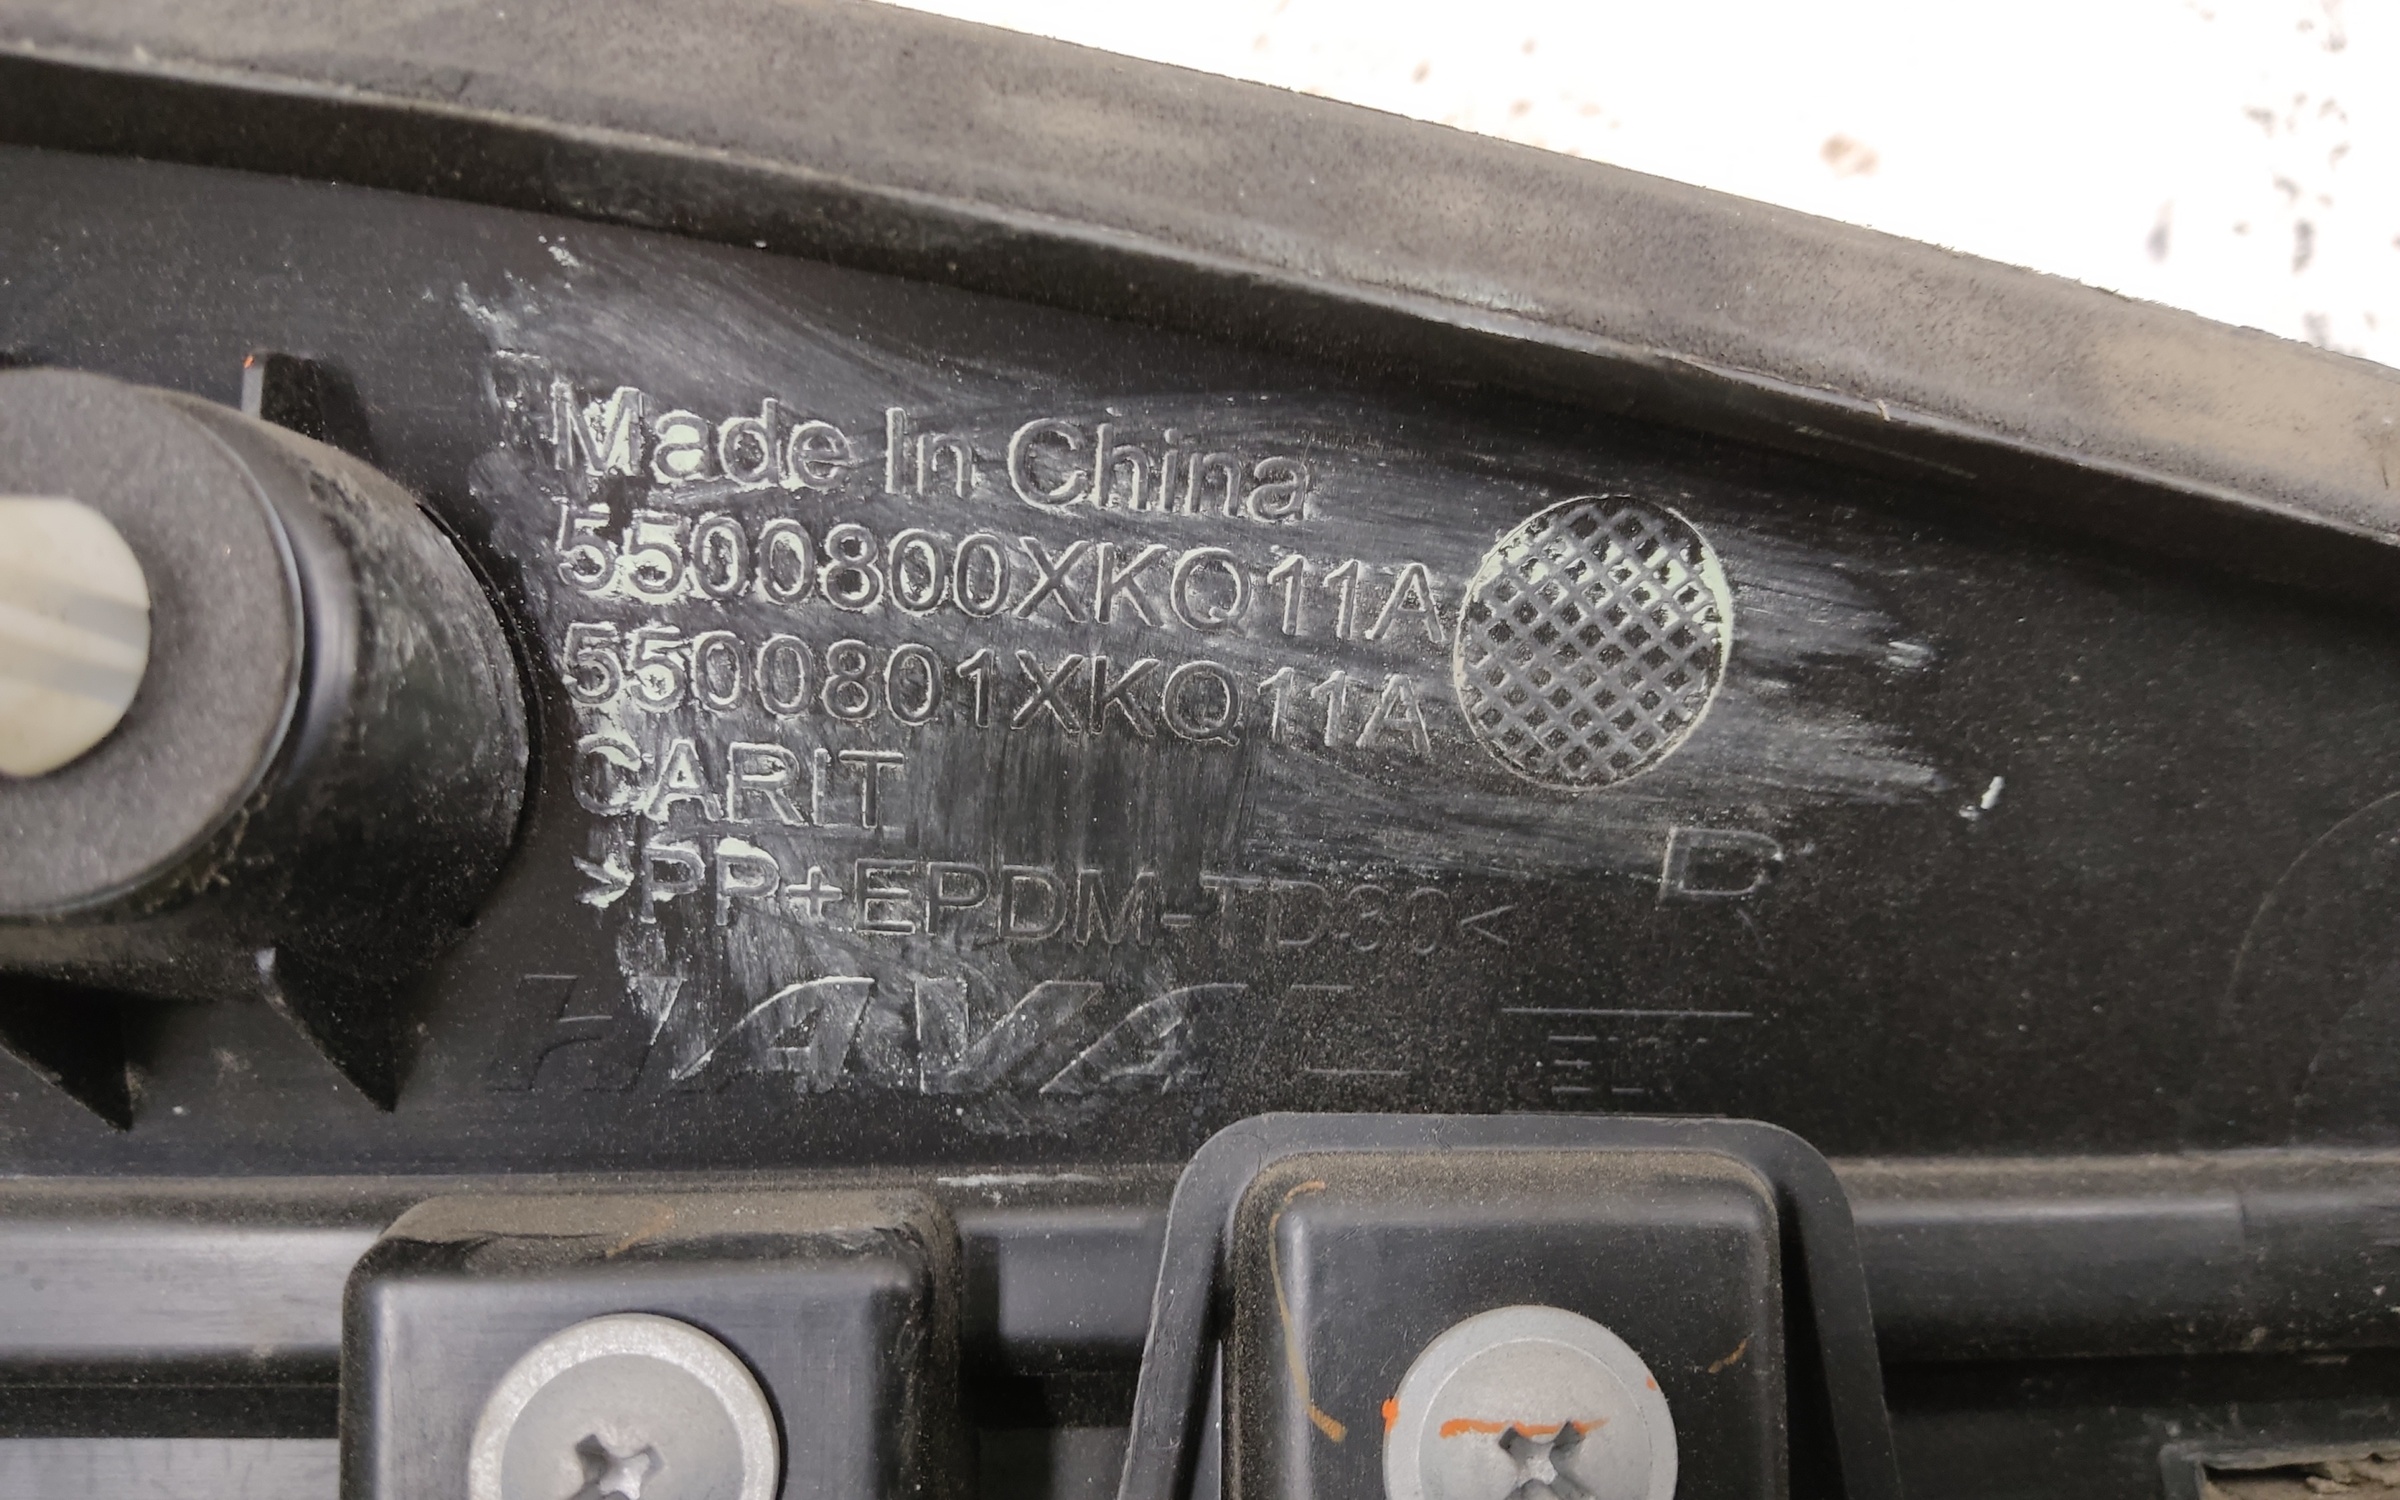 Made In China
5500800XKQ11A
5500801XKQ11A
CARIT
>PP+EPDM-TD30<
D
HAVAL